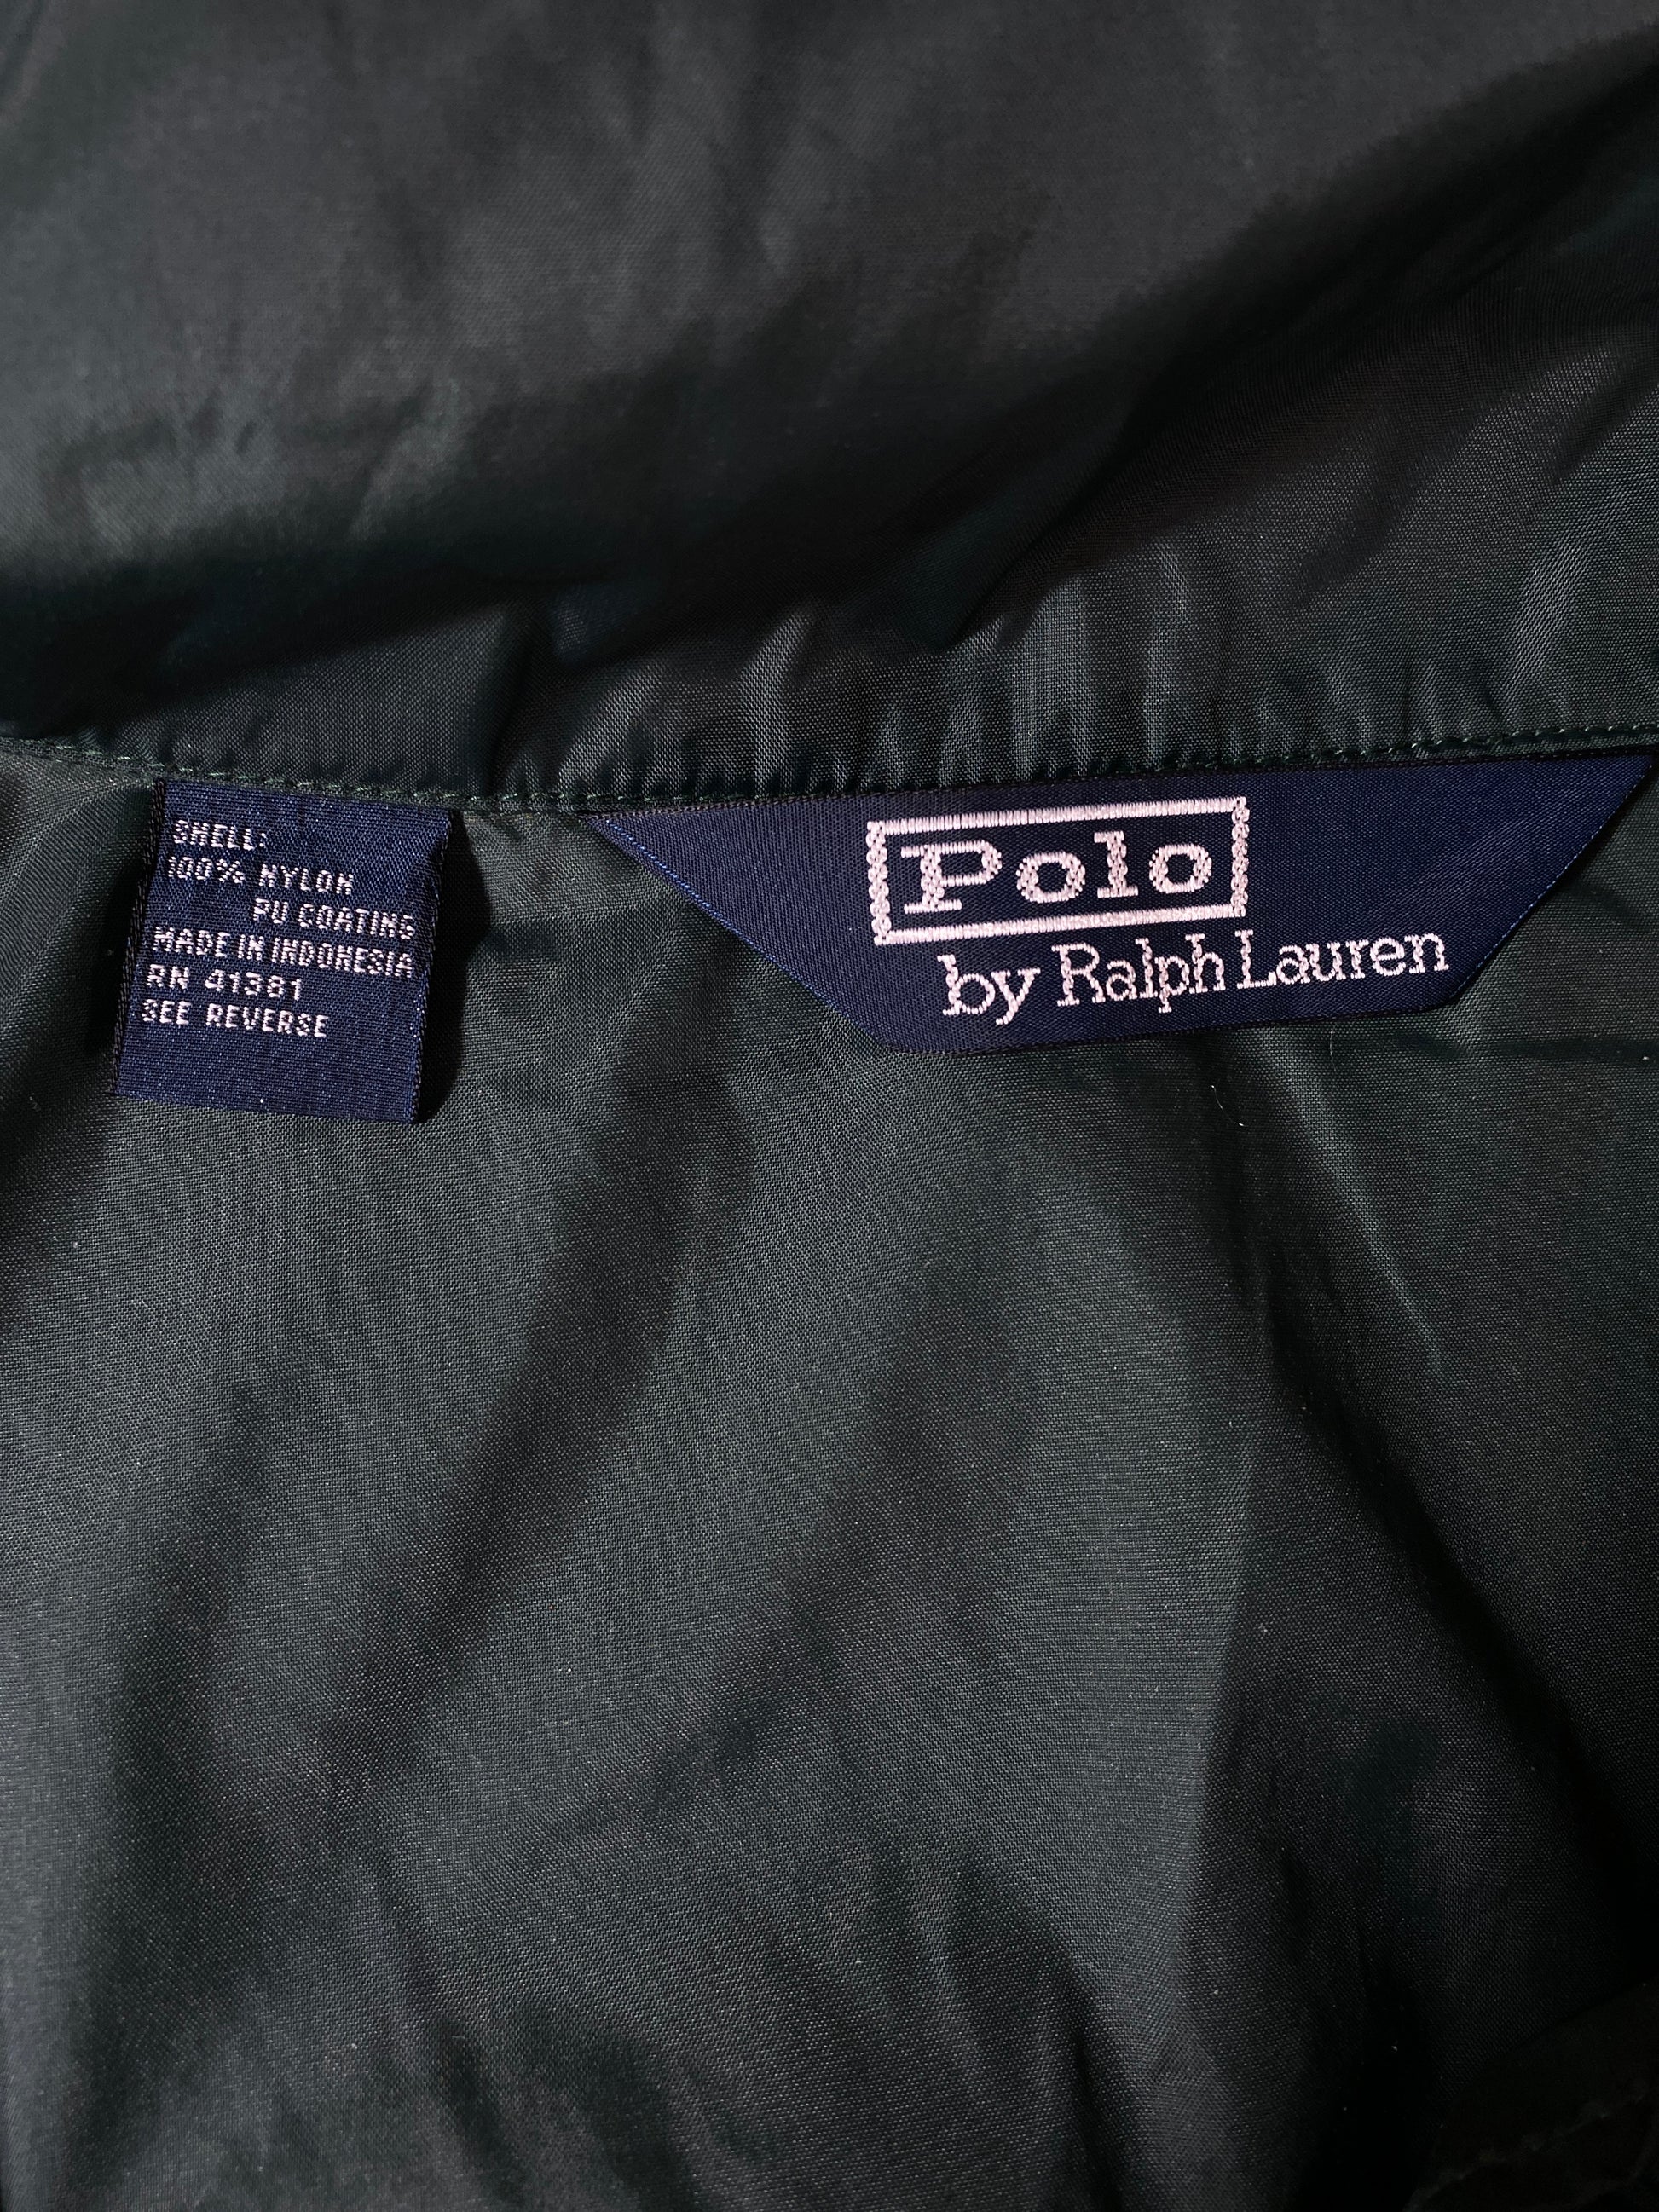 SHELL:
100% NYLON
PU COATING
MADE IN INDONESIA
RN 41381
SEE REVERSE
Polo
by Ralph Lauren